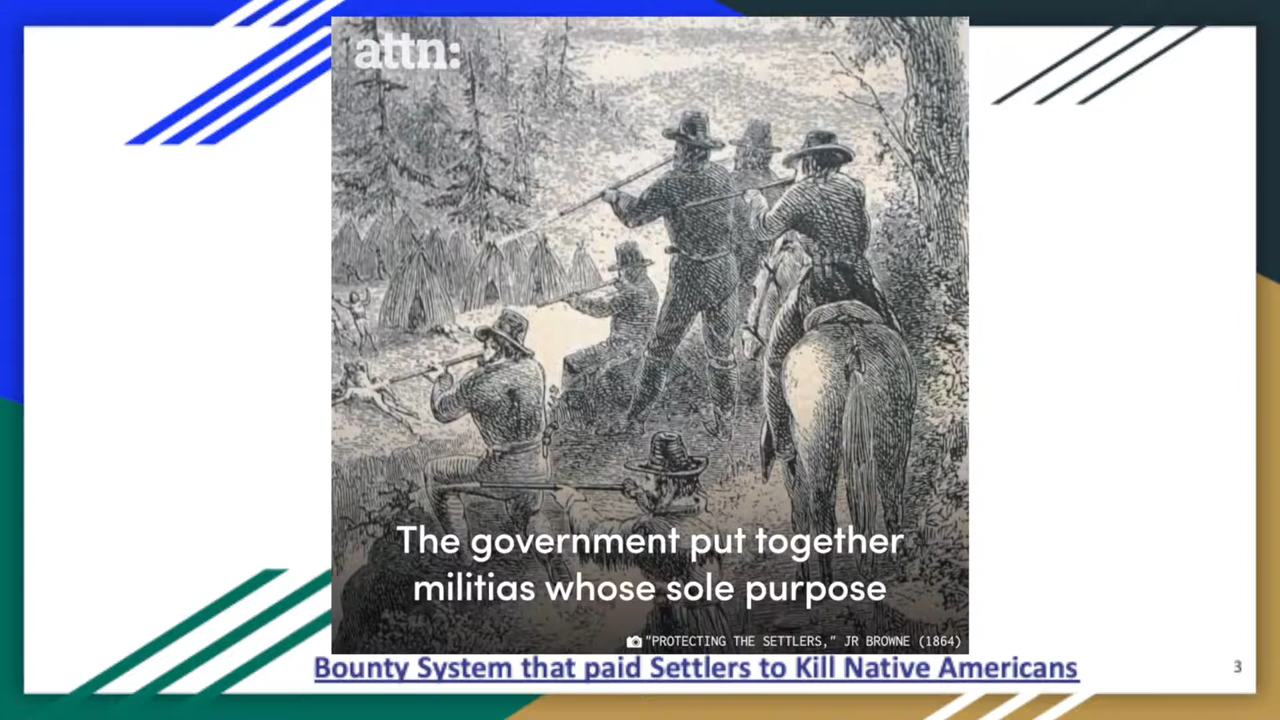 attn:
The government put together
militias whose sole purpose
"PROTECTING THE SETTLERS," JR BROWNE (1864)
Bounty System that paid Settlers to Kill Native Americans
3